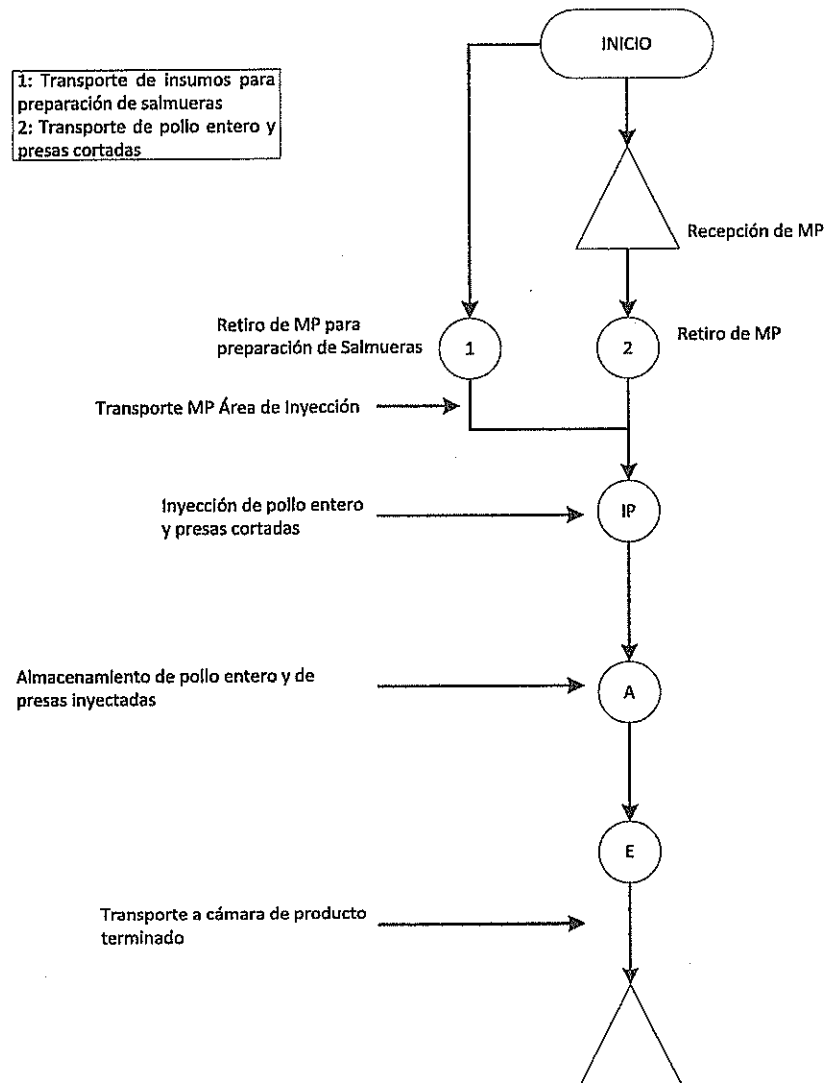 INICIO
1: Transporte de insumos para
preparación de salmueras
2: Transporte de pollo entero y
presas cortadas
Recepción de MP
Retiro de MP para
preparación de Salmueras
1
2
Retiro de MP
Transporte MP Área de Inyección
Inyección de pollo entero
y presas cortadas
IP
Almacenamiento de pollo entero y de
presas inyectadas
A
E
Transporte a cámara de producto
terminado